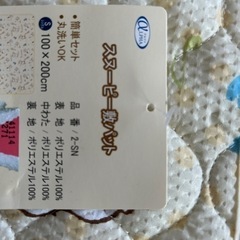 スヌーピー敷パット
・簡単セット
・丸洗いOK
S 100×200cm
品番/2-SN
表地/ポリエステル100%
中わた/ポリエステル100%
裏地/ポリエステル100%